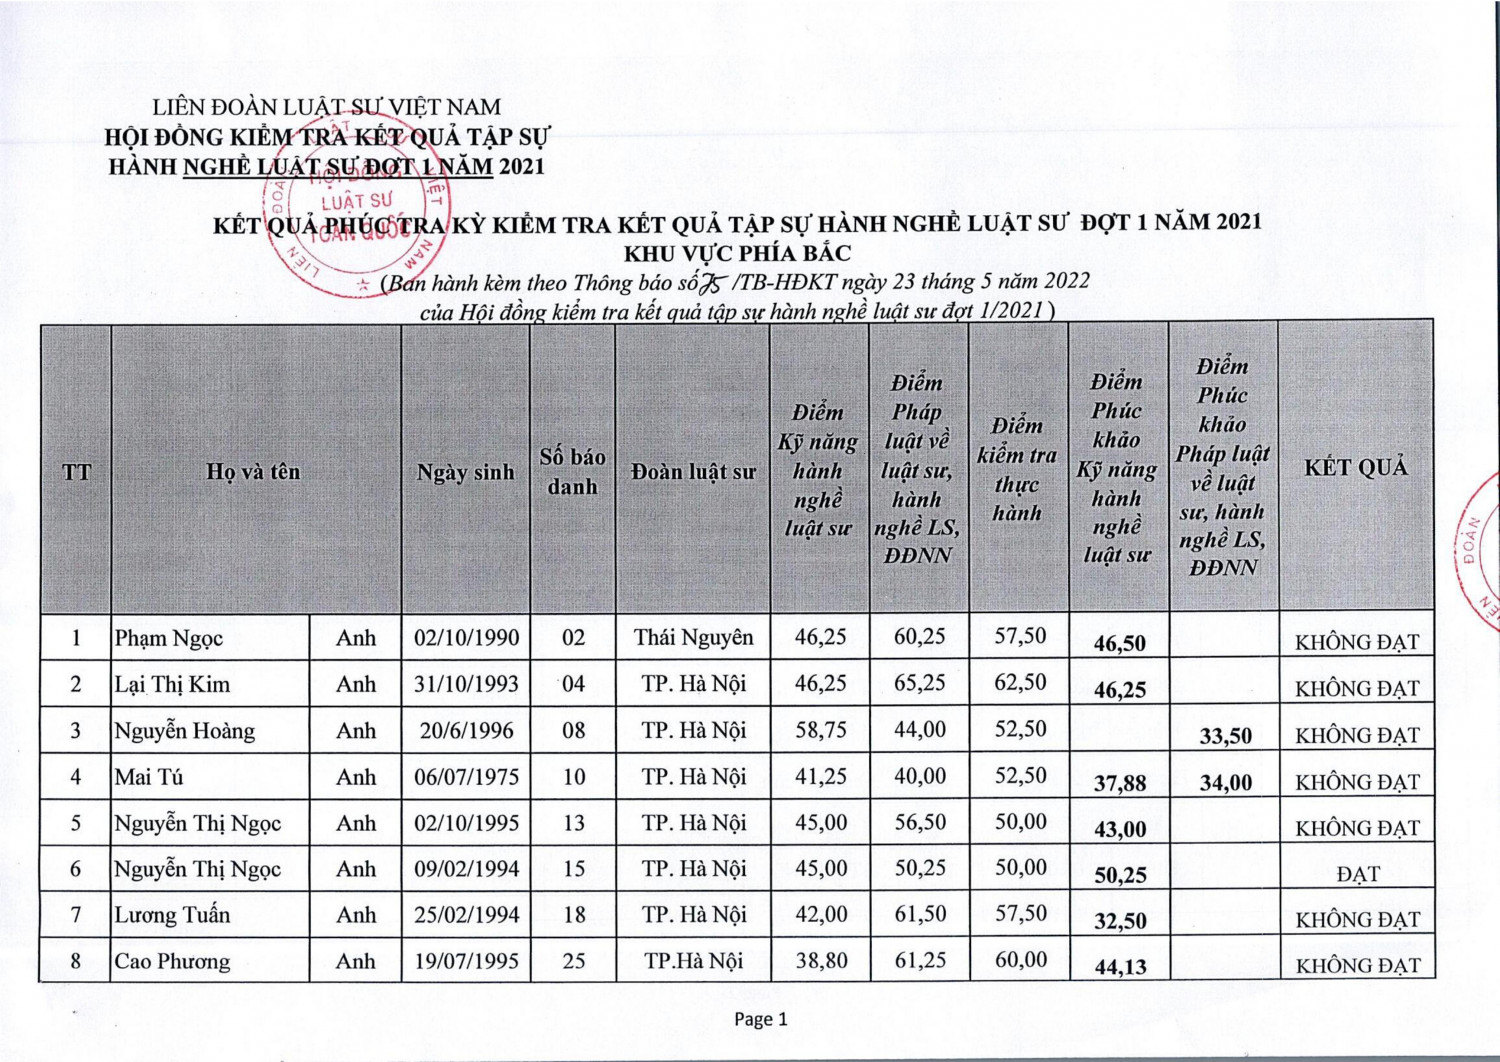 LIÊN ĐOÀN LUẬT SƯ VIỆT NAM
HỘI ĐỒNG KIỂM TRA KẾT QUẢ TẬP SỰ
HÀNH NGHỀ LUẬT SƯ ĐỢT 1 NĂM 2021
LIÊN ĐOÀN LUẬT SƯ VIỆT NAM
HỘI ĐỒNG
LUẬT SƯ
TOÀN QUỐC
KẾT QUẢ PHÚC TRA KỲ KIỂM TRA KẾT QUẢ TẬP SỰ HÀNH NGHỀ LUẬT SƯ ĐỢT 1 NĂM 2021
KHU VỰC PHÍA BẮC
(Ban hành kèm theo Thông báo số 75 /TB-HĐKT ngày 23 tháng 5 năm 2022
của Hội đồng kiểm tra kết quả tập sự hành nghề luật sư đợt 1/2021 )
TT Họ và tên Ngày sinh Số báo danh Đoàn luật sư Điểm Kỹ năng hành nghề luật sư Điểm Pháp luật về luật sư, hành nghề LS, ĐĐNN Điểm kiểm tra thực hành Điểm Phúc khảo Kỹ năng hành nghề luật sư Điểm Phúc khảo Pháp luật về luật sư, hành nghề LS, ĐĐNN KẾT QUẢ
1 Phạm Ngọc Anh 02/10/1990 02 Thái Nguyên 46,25 60,25 57,50 46,50 KHÔNG ĐẠT
2 Lại Thị Kim Anh 31/10/1993 04 TP. Hà Nội 46,25 65,25 62,50 46,25 KHÔNG ĐẠT
3 Nguyễn Hoàng Anh 20/6/1996 08 TP. Hà Nội 58,75 44,00 52,50 33,50 KHÔNG ĐẠT
4 Mai Tú Anh 06/07/1975 10 TP. Hà Nội 41,25 40,00 52,50 37,88 34,00 KHÔNG ĐẠT
5 Nguyễn Thị Ngọc Anh 02/10/1995 13 TP. Hà Nội 45,00 56,50 50,00 43,00 KHÔNG ĐẠT
6 Nguyễn Thị Ngọc Anh 09/02/1994 15 TP. Hà Nội 45,00 50,25 50,00 50,25 ĐẠT
7 Lương Tuấn Anh 25/02/1994 18 TP. Hà Nội 42,00 61,50 57,50 32,50 KHÔNG ĐẠT
8 Cao Phương Anh 19/07/1995 25 TP.Hà Nội 38,80 61,25 60,00 44,13 KHÔNG ĐẠT
LIÊN ĐOÀN
Page 1